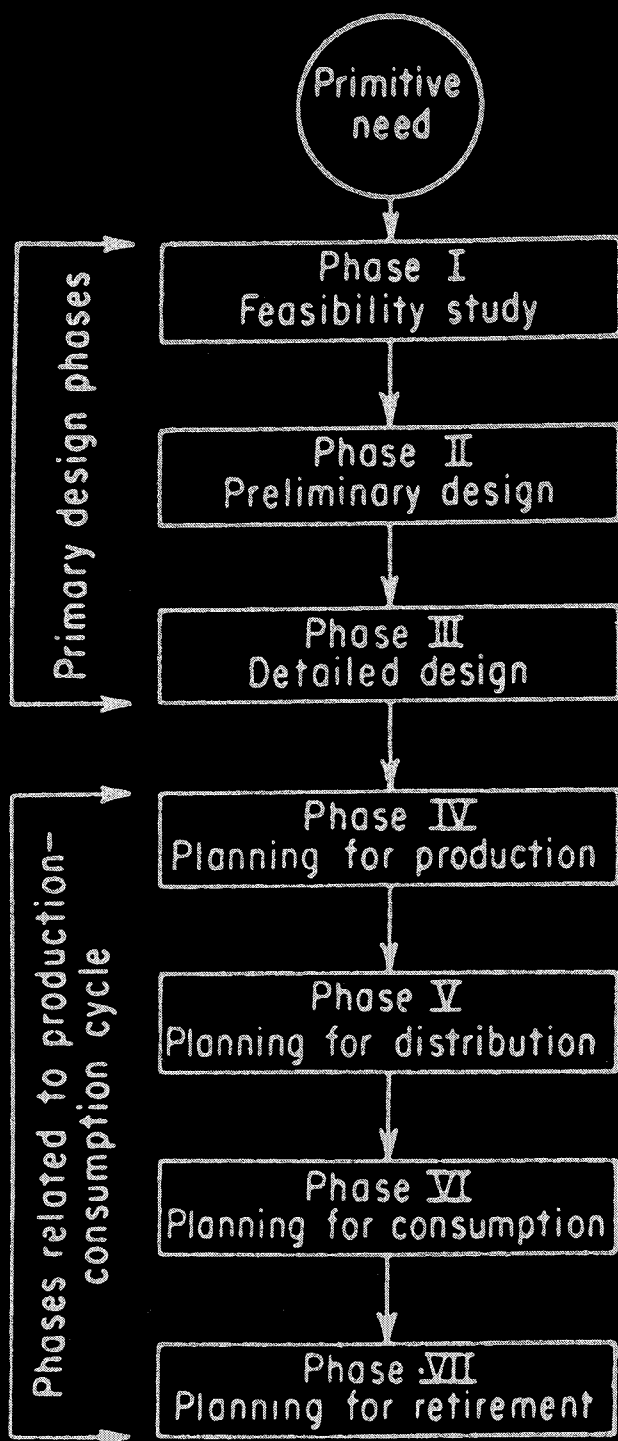 Primitive
need
Primary design phases
Phase I
Feasibility study
Phase II
Preliminary design
Phase III
Detailed design
Phases related to production-
consumption cycle
Phase IV
Planning for production
Phase V
Planning for distribution
Phase VI
Planning for consumption
Phase VII
Planning for retirement